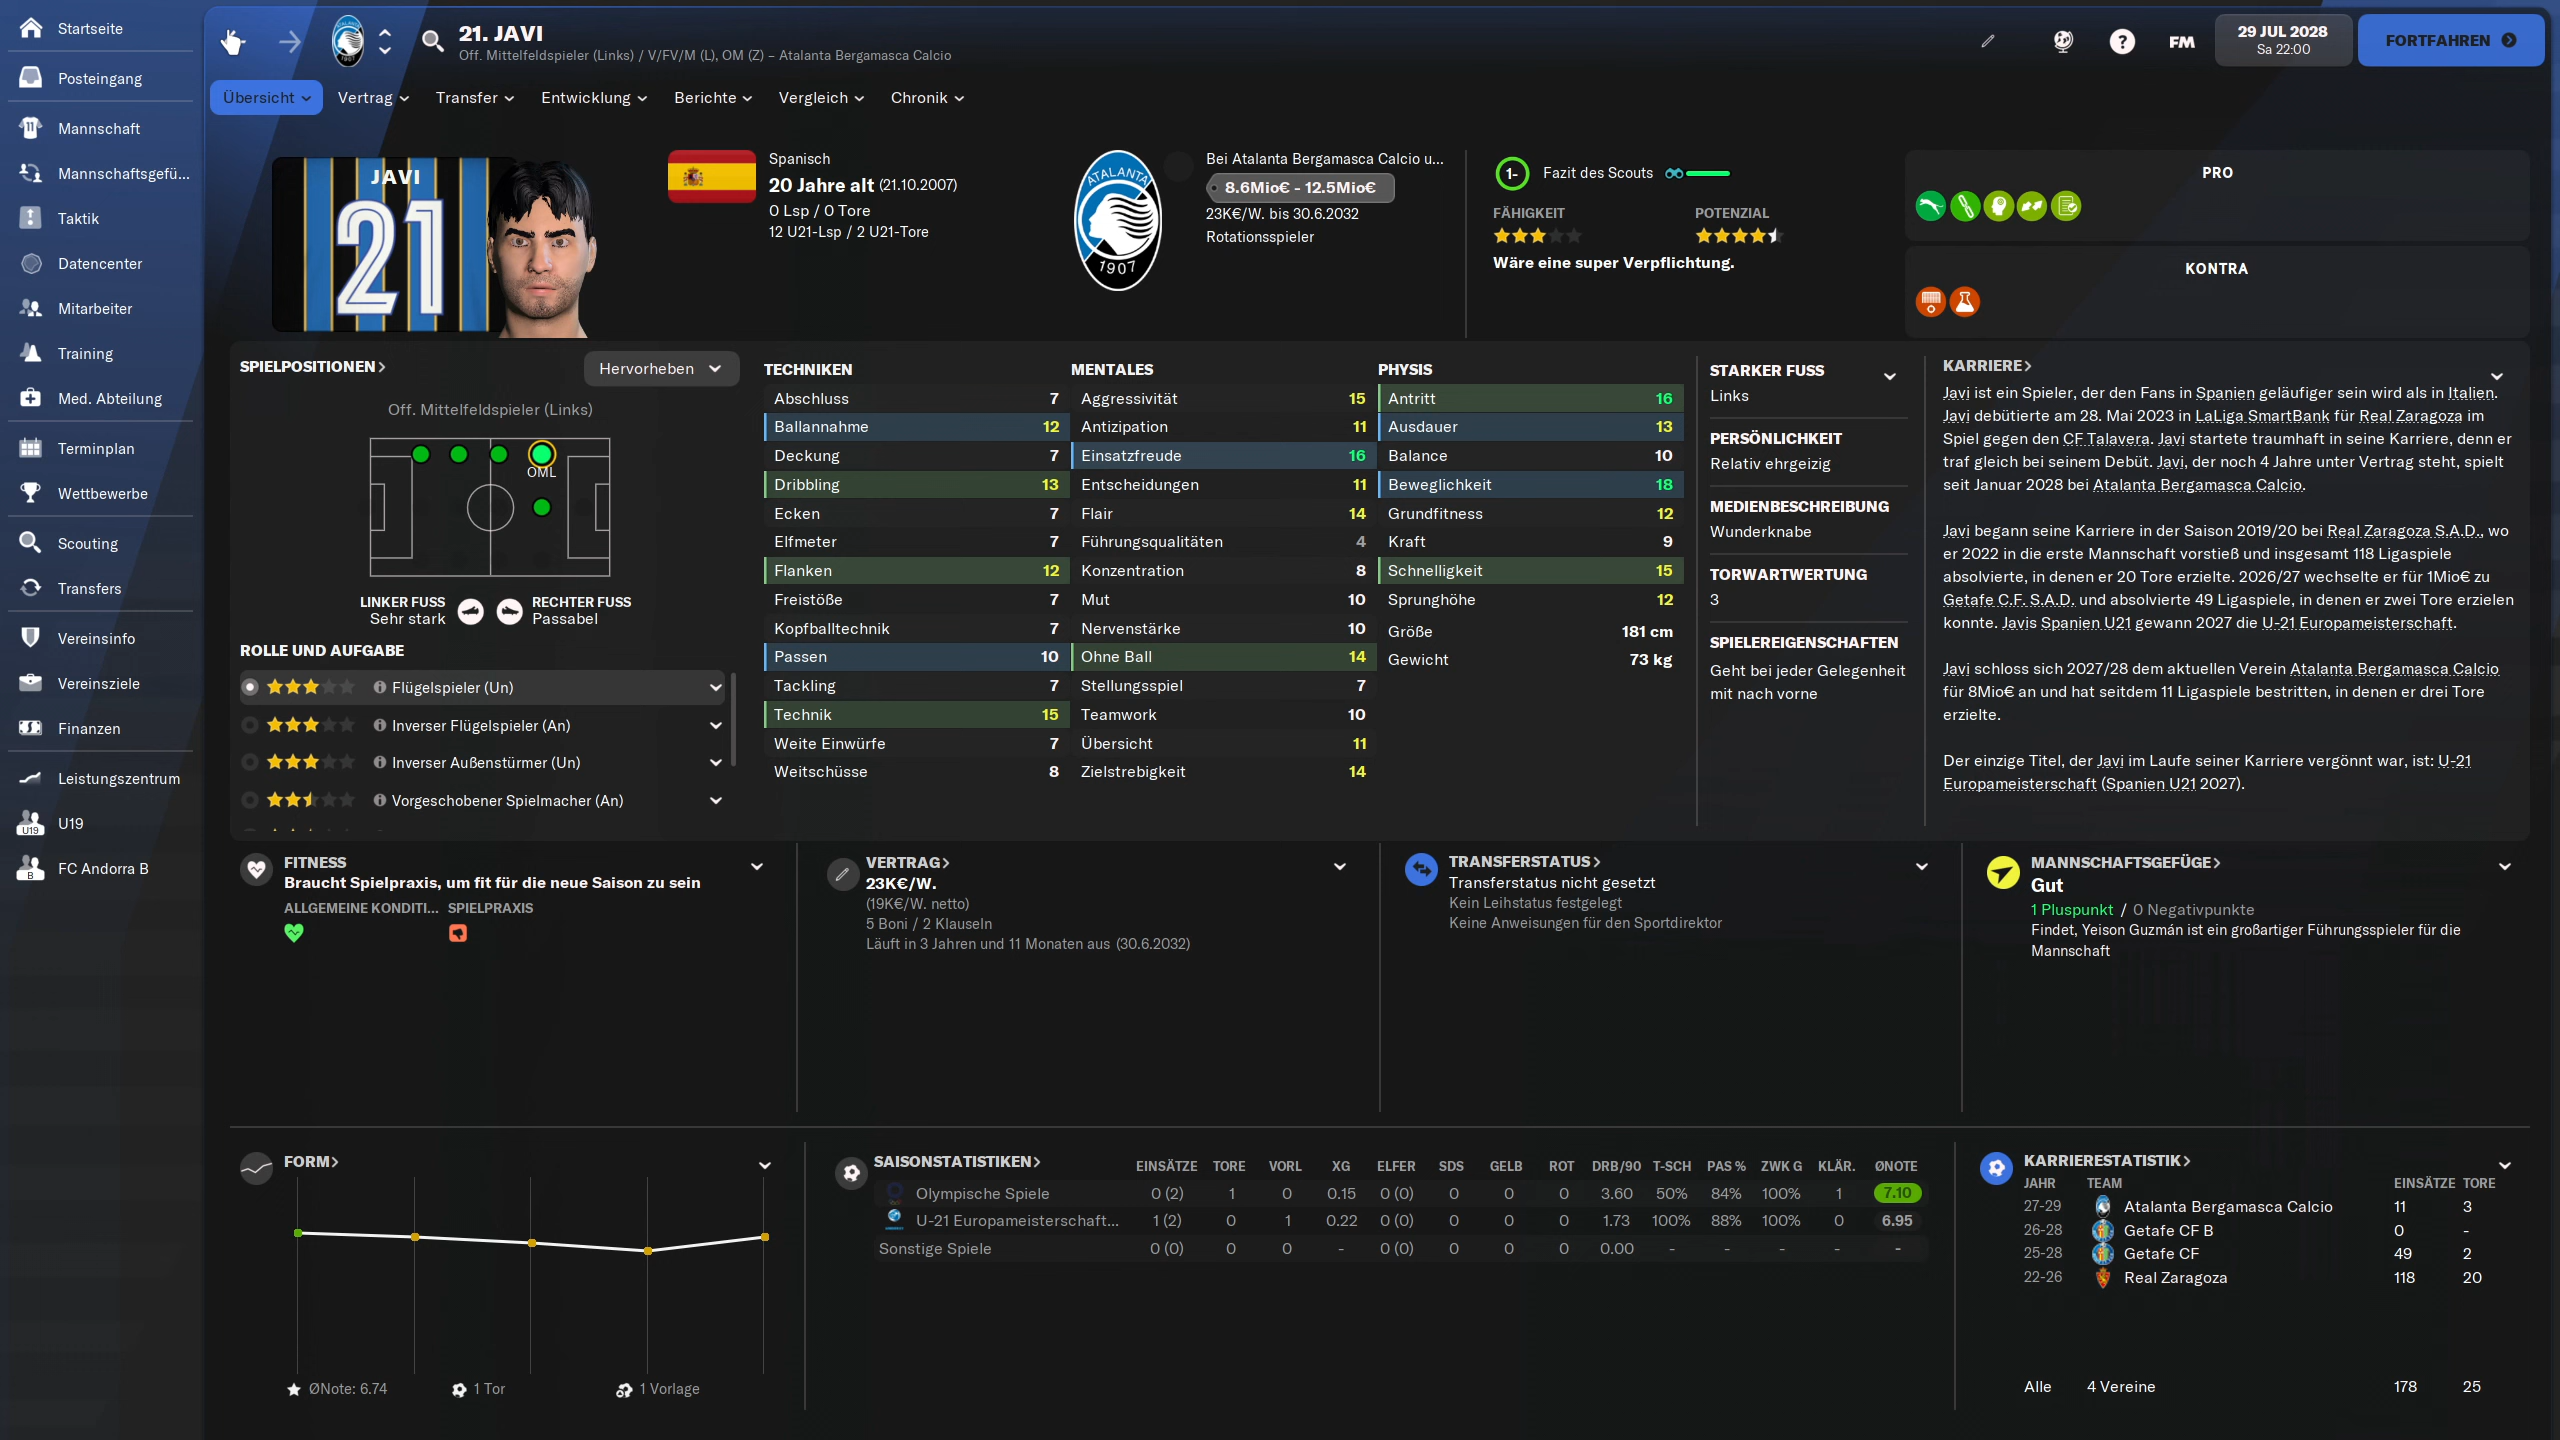 Startseite
Posteingang
Mannschaft
Mannschaftsgefü...
Taktik
Datencenter
Mitarbeiter
Training
Med. Abteilung
Terminplan
Wettbewerbe
Scouting
Transfers
Vereinsinfo
Vereinsziele
Finanzen
Leistungszentrum
U19
FC Andorra B
21. JAVI
Off. Mittelfeldspieler (Links) / V/FV/M (L), OM (Z) – Atalanta Bergamasca Calcio
FM
29 JUL 2028
Sa 22:00
FORTFAHREN
Übersicht
Vertrag
Transfer
Entwicklung
Berichte
Vergleich
Chronik
JAVI
21
Spanisch
20 Jahre alt (21.10.2007)
0 Lsp / 0 Tore
12 U21-Lsp / 2 U21-Tore
ATALANTA
1907
Bei Atalanta Bergamasca Calcio u...
8.6Mio€ - 12.5Mio€
23K€/W. bis 30.6.2032
Rotationsspieler
1- Fazit des Scouts
FÄHIGKEIT POTENZIAL
Wäre eine super Verpflichtung.
PRO
KONTRA
SPIELPOSITIONEN
Hervorheben
Off. Mittelfeldspieler (Links)
OML
LINKER FUSS
Sehr stark
RECHTER FUSS
Passabel
ROLLE UND AUFGABE
Flügelspieler (Un)
Inverser Flügelspieler (An)
Inverser Außenstürmer (Un)
Vorgeschobener Spielmacher (An)
TECHNIKEN
Abschluss 7
Ballannahme 12
Deckung 7
Dribbling 13
Ecken 7
Elfmeter 7
Flanken 12
Freistöße 7
Kopfballtechnik 7
Passen 10
Tackling 7
Technik 15
Weite Einwürfe 7
Weitschüsse 8
MENTALES
Aggressivität 15
Antizipation 11
Einsatzfreude 16
Entscheidungen 11
Flair 14
Führungsqualitäten 4
Konzentration 8
Mut 10
Nervenstärke 10
Ohne Ball 14
Stellungsspiel 7
Teamwork 10
Übersicht 11
Zielstrebigkeit 14
PHYSIS
Antritt 16
Ausdauer 13
Balance 10
Beweglichkeit 18
Grundfitness 12
Kraft 9
Schnelligkeit 15
Sprunghöhe 12
Größe 181 cm
Gewicht 73 kg
STARKER FUSS
Links
PERSÖNLICHKEIT
Relativ ehrgeizig
MEDIENBESCHREIBUNG
Wunderknabe
TORWARTWERTUNG
3
SPIELEREIGENSCHAFTEN
Geht bei jeder Gelegenheit
mit nach vorne
KARRIERE
Javi ist ein Spieler, der den Fans in Spanien geläufiger sein wird als in Italien.
Javi debütierte am 28. Mai 2023 in LaLiga SmartBank für Real Zaragoza im
Spiel gegen den CF Talavera. Javi startete traumhaft in seine Karriere, denn er
traf gleich bei seinem Debüt. Javi, der noch 4 Jahre unter Vertrag steht, spielt
seit Januar 2028 bei Atalanta Bergamasca Calcio.
Javi begann seine Karriere in der Saison 2019/20 bei Real Zaragoza S.A.D., wo
er 2022 in die erste Mannschaft vorstieß und insgesamt 118 Ligaspiele
absolvierte, in denen er 20 Tore erzielte. 2026/27 wechselte er für 1Mio€ zu
Getafe C.F. S.A.D. und absolvierte 49 Ligaspiele, in denen er zwei Tore erzielen
konnte. Javis Spanien U21 gewann 2027 die U-21 Europameisterschaft.
Javi schloss sich 2027/28 dem aktuellen Verein Atalanta Bergamasca Calcio
für 8Mio€ an und hat seitdem 11 Ligaspiele bestritten, in denen er drei Tore
erzielte.
Der einzige Titel, der Javi im Laufe seiner Karriere vergönnt war, ist: U-21
Europameisterschaft (Spanien U21 2027).
FITNESS
Braucht Spielpraxis, um fit für die neue Saison zu sein
ALLGEMEINE KONDITI... SPIELPRAXIS
VERTRAG
23K€/W.
(19K€/W. netto)
5 Boni / 2 Klauseln
Läuft in 3 Jahren und 11 Monaten aus (30.6.2032)
TRANSFERSTATUS
Transferstatus nicht gesetzt
Kein Leihstatus festgelegt
Keine Anweisungen für den Sportdirektor
MANNSCHAFTSGEFÜGE
Gut
1 Pluspunkt / 0 Negativpunkte
Findet, Yeison Guzmán ist ein großartiger Führungsspieler für die
Mannschaft
FORM
ØNote: 6.74 1 Tor 1 Vorlage
SAISONSTATISTIKEN EINSÄTZE TORE VORL XG ELFER SDS GELB ROT DRB/90 T-SCH PAS % ZWK G KLÄR. ØNOTE
Olympische Spiele 0 (2) 1 0 0.15 0 (0) 0 0 0 3.60 50% 84% 100% 1 7.10
U-21 Europameisterschaft... 1 (2) 0 1 0.22 0 (0) 0 0 0 1.73 100% 88% 100% 0 6.95
Sonstige Spiele 0 (0) 0 0 - 0 (0) 0 0 0 0.00 - - - - -
KARRIERESTATISTIK
JAHR TEAM EINSÄTZE TORE
27-29 Atalanta Bergamasca Calcio 11 3
26-28 Getafe CF B 0 -
25-28 Getafe CF 49 2
22-26 Real Zaragoza 118 20
Alle 4 Vereine 178 25